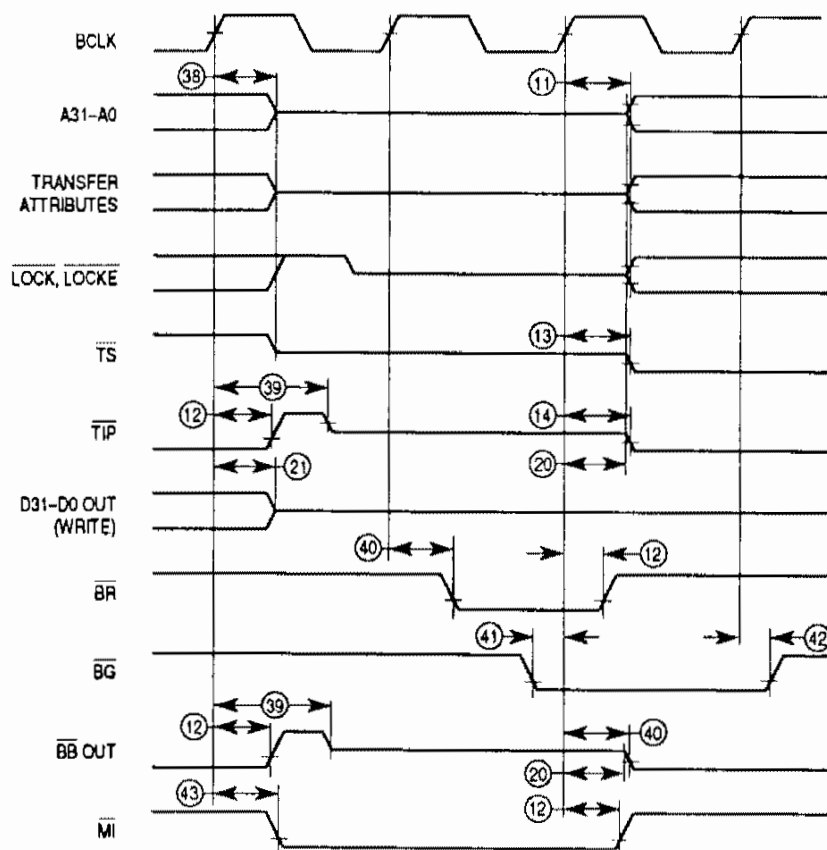 BCLK
38
11
A31–A0
TRANSFER
ATTRIBUTES
LOCK, LOCKE
13
TS
39
12
14
TIP
21
20
D31–D0 OUT
(WRITE)
40
12
BR
41
42
BG
39
12
40
BB OUT
20
43
12
MI